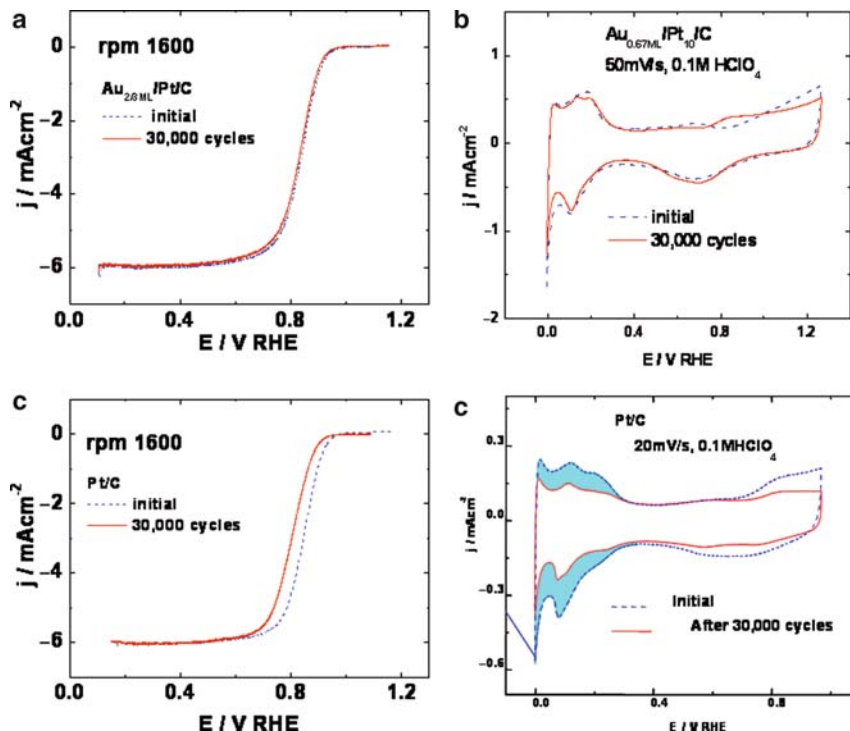 a
rpm 1600
Au2/3 ML/Pt/C
initial
30,000 cycles
j / mAcm-2
0
-2
-4
-6
0.0 0.4 0.8 1.2
E / V RHE
b
Au0.67ML/Pt10/C
50mV/s, 0.1M HClO4
initial
30,000 cycles
j / mAcm-2
1
0
-1
-2
0.0 0.4 0.8 1.2
E / V RHE
c
rpm 1600
Pt/C
initial
30,000 cycles
j / mAcm-2
0
-2
-4
-6
0.0 0.4 0.8 1.2
E / V RHE
c
Pt/C
20mV/s, 0.1MHClO4
Initial
After 30,000 cycles
j / mAcm-2
0.3
0.0
-0.3
-0.6
0.0 0.4 0.8
E / V RHE